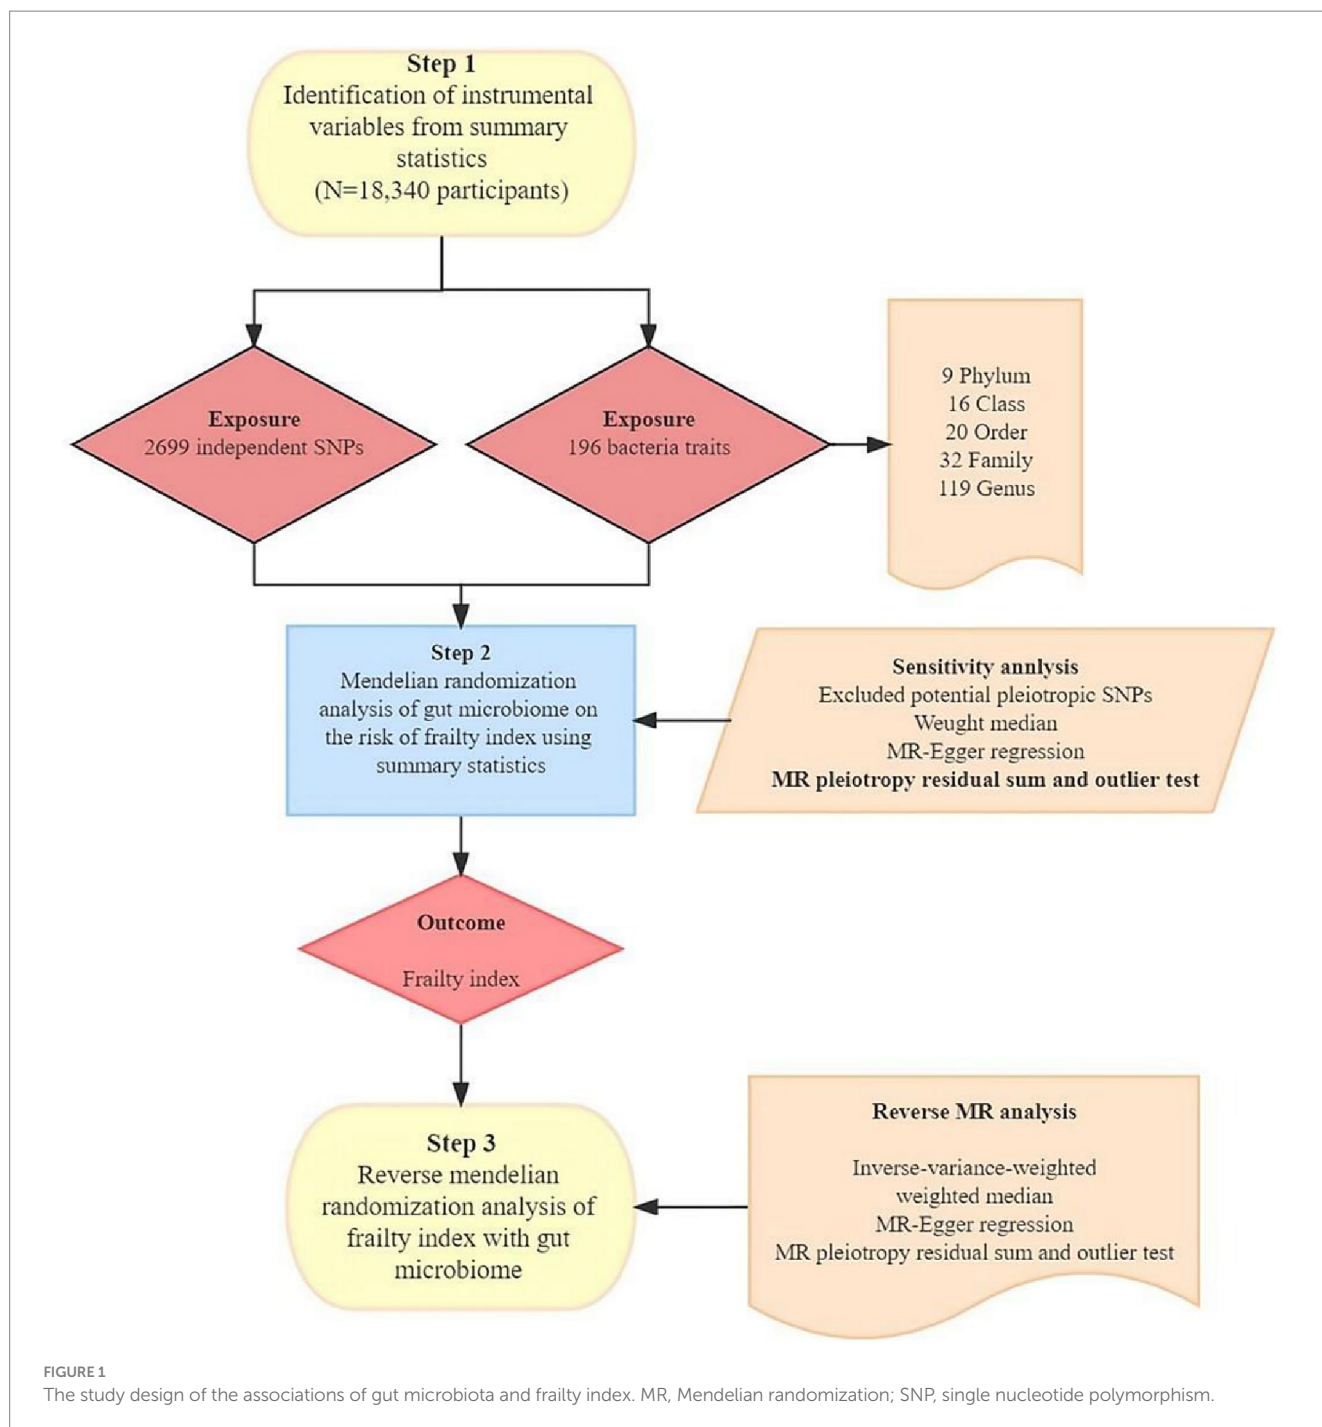 Step 1
Identification of instrumental
variables from summary
statistics
(N=18,340 participants)
Exposure
2699 independent SNPs
Exposure
196 bacteria traits
9 Phylum
16 Class
20 Order
32 Family
119 Genus
Step 2
Mendelian randomization
analysis of gut microbiome on
the risk of frailty index using
summary statistics
Sensitivity annlysis
Excluded potential pleiotropic SNPs
Weught median
MR-Egger regression
MR pleiotropy residual sum and outlier test
Outcome
Frailty index
Step 3
Reverse mendelian
randomization analysis of
frailty index with gut
microbiome
Reverse MR analysis
Inverse-variance-weighted
weighted median
MR-Egger regression
MR pleiotropy residual sum and outlier test
FIGURE 1
The study design of the associations of gut microbiota and frailty index. MR, Mendelian randomization; SNP, single nucleotide polymorphism.